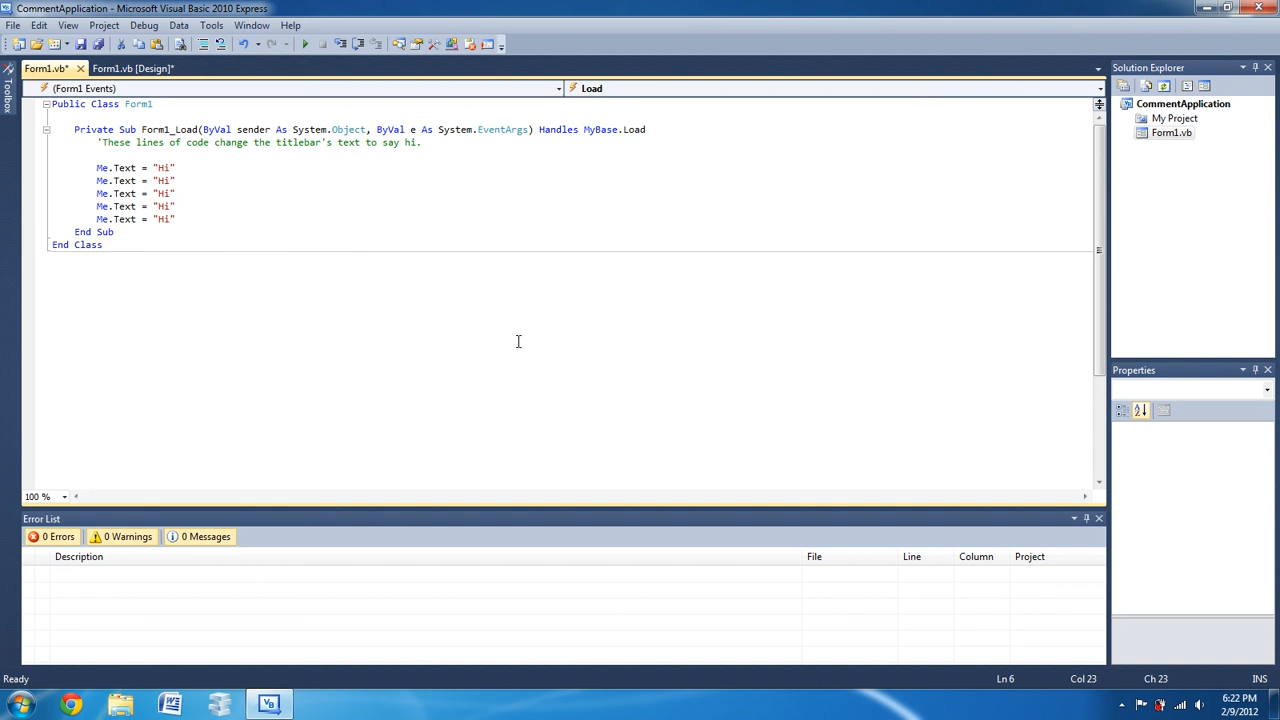 CommentApplication - Microsoft Visual Basic 2010 Express
File Edit View Project Debug Data Tools Window Help
Form1.vb* Form1.vb [Design]*
Toolbox
(Form1 Events) Load
Public Class Form1
Private Sub Form1_Load(ByVal sender As System.Object, ByVal e As System.EventArgs) Handles MyBase.Load
'These lines of code change the titlebar's text to say hi.
Me.Text = "Hi"
Me.Text = "Hi"
Me.Text = "Hi"
Me.Text = "Hi"
Me.Text = "Hi"
End Sub
End Class
100 %
Solution Explorer
CommentApplication
My Project
Form1.vb
Properties
Error List
0 Errors 0 Warnings 0 Messages
Description File Line Column Project
Ready Ln 6 Col 23 Ch 23 INS
6:22 PM
2/9/2012